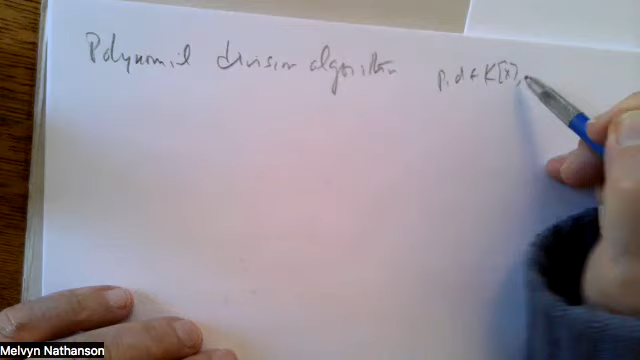 Polynomial division algorithm p, d ∈ K[x],
Melvyn Nathanson